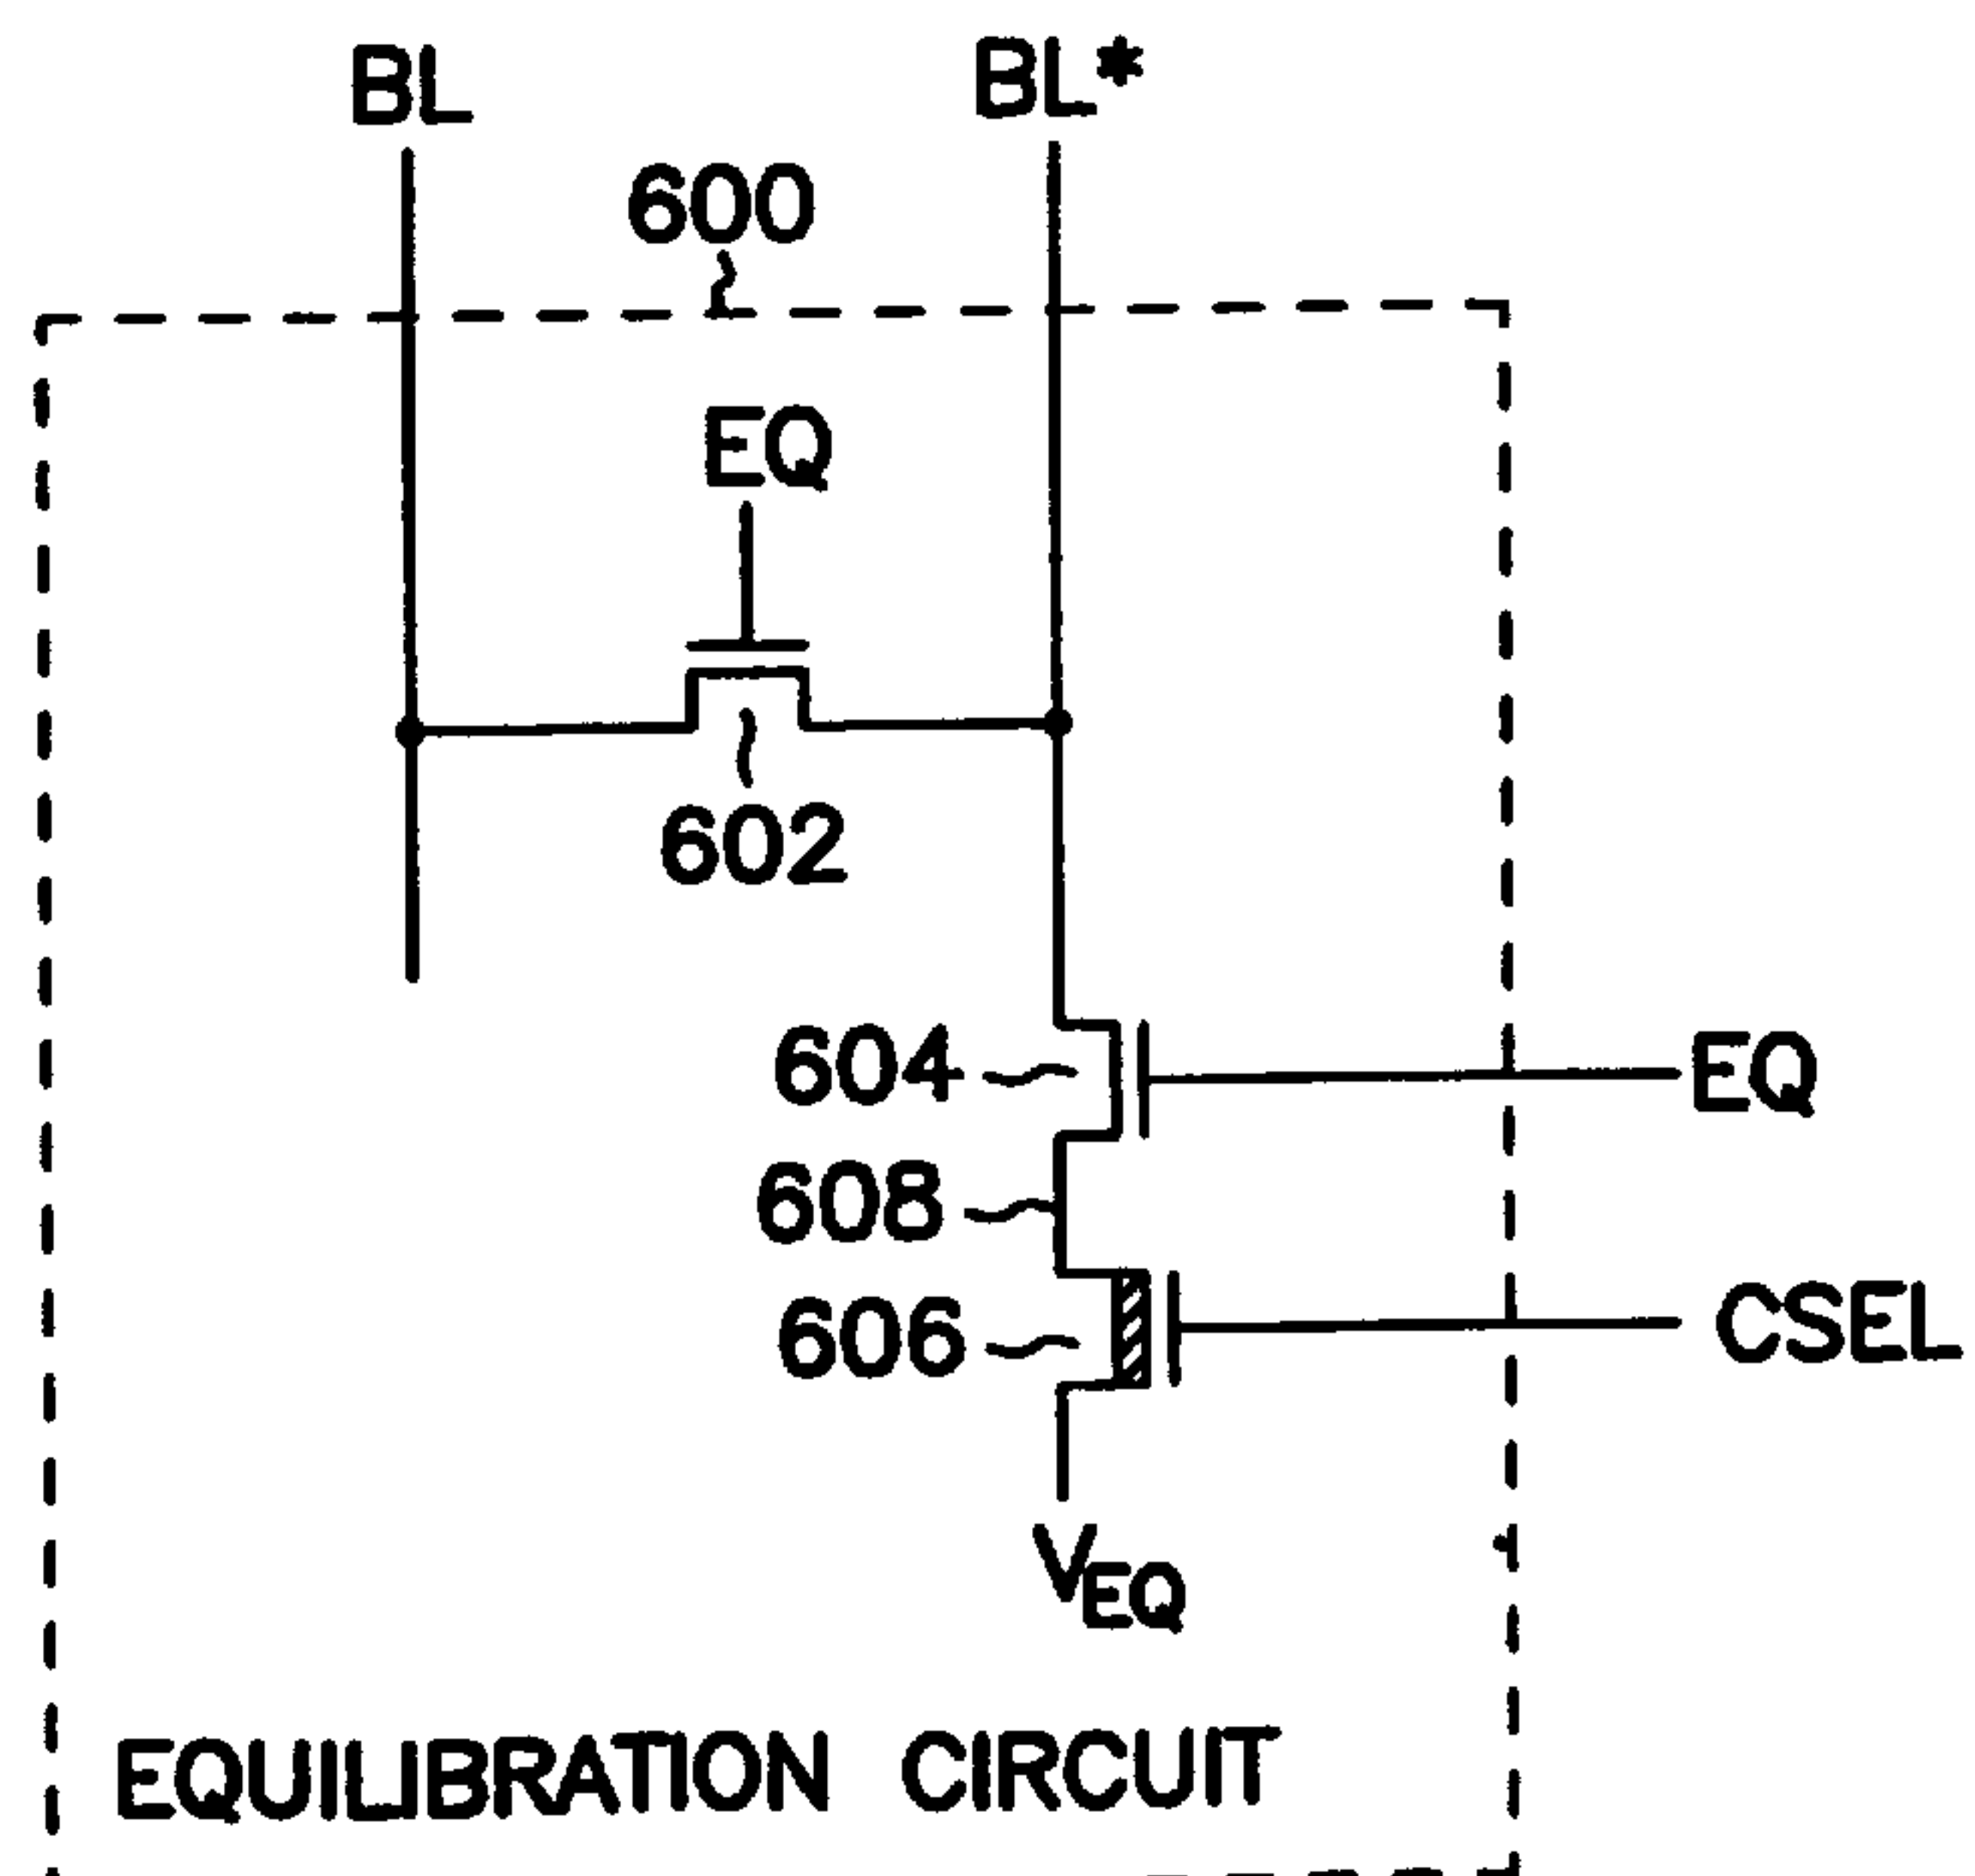 BL
BL*
600
EQ
602
604
EQ
608
606
CSEL
VEQ
EQUILIBRATION CIRCUIT